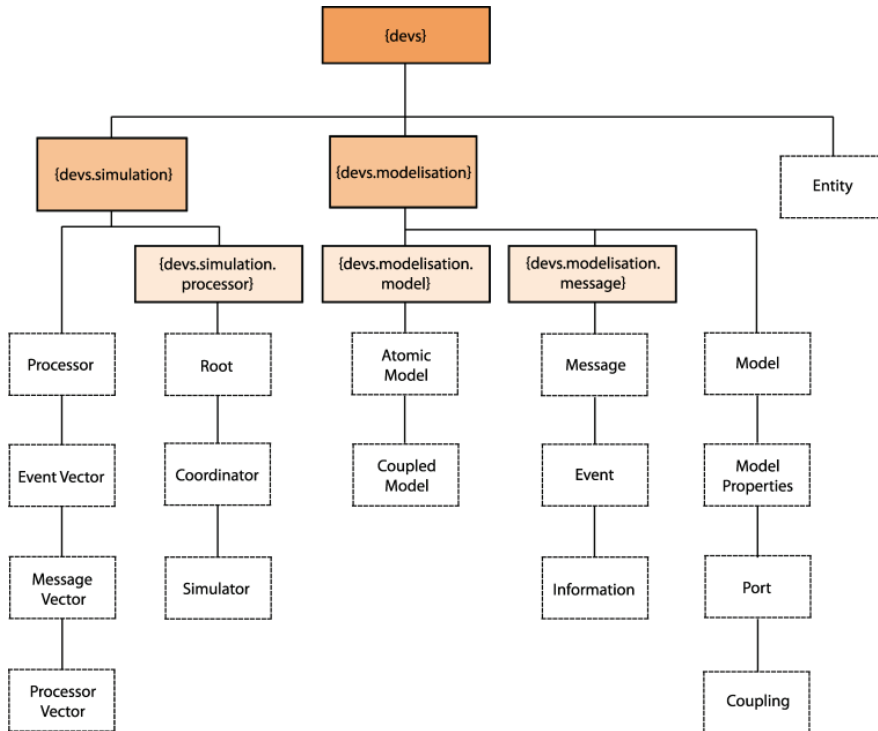 {devs}
{devs.simulation}
{devs.modelisation}
Entity
{devs.simulation.
processor}
{devs.modelisation.
model}
{devs.modelisation.
message}
Processor
Root
Atomic
Model
Message
Model
Event Vector
Coordinator
Coupled
Model
Event
Model
Properties
Message
Vector
Simulator
Information
Port
Processor
Vector
Coupling